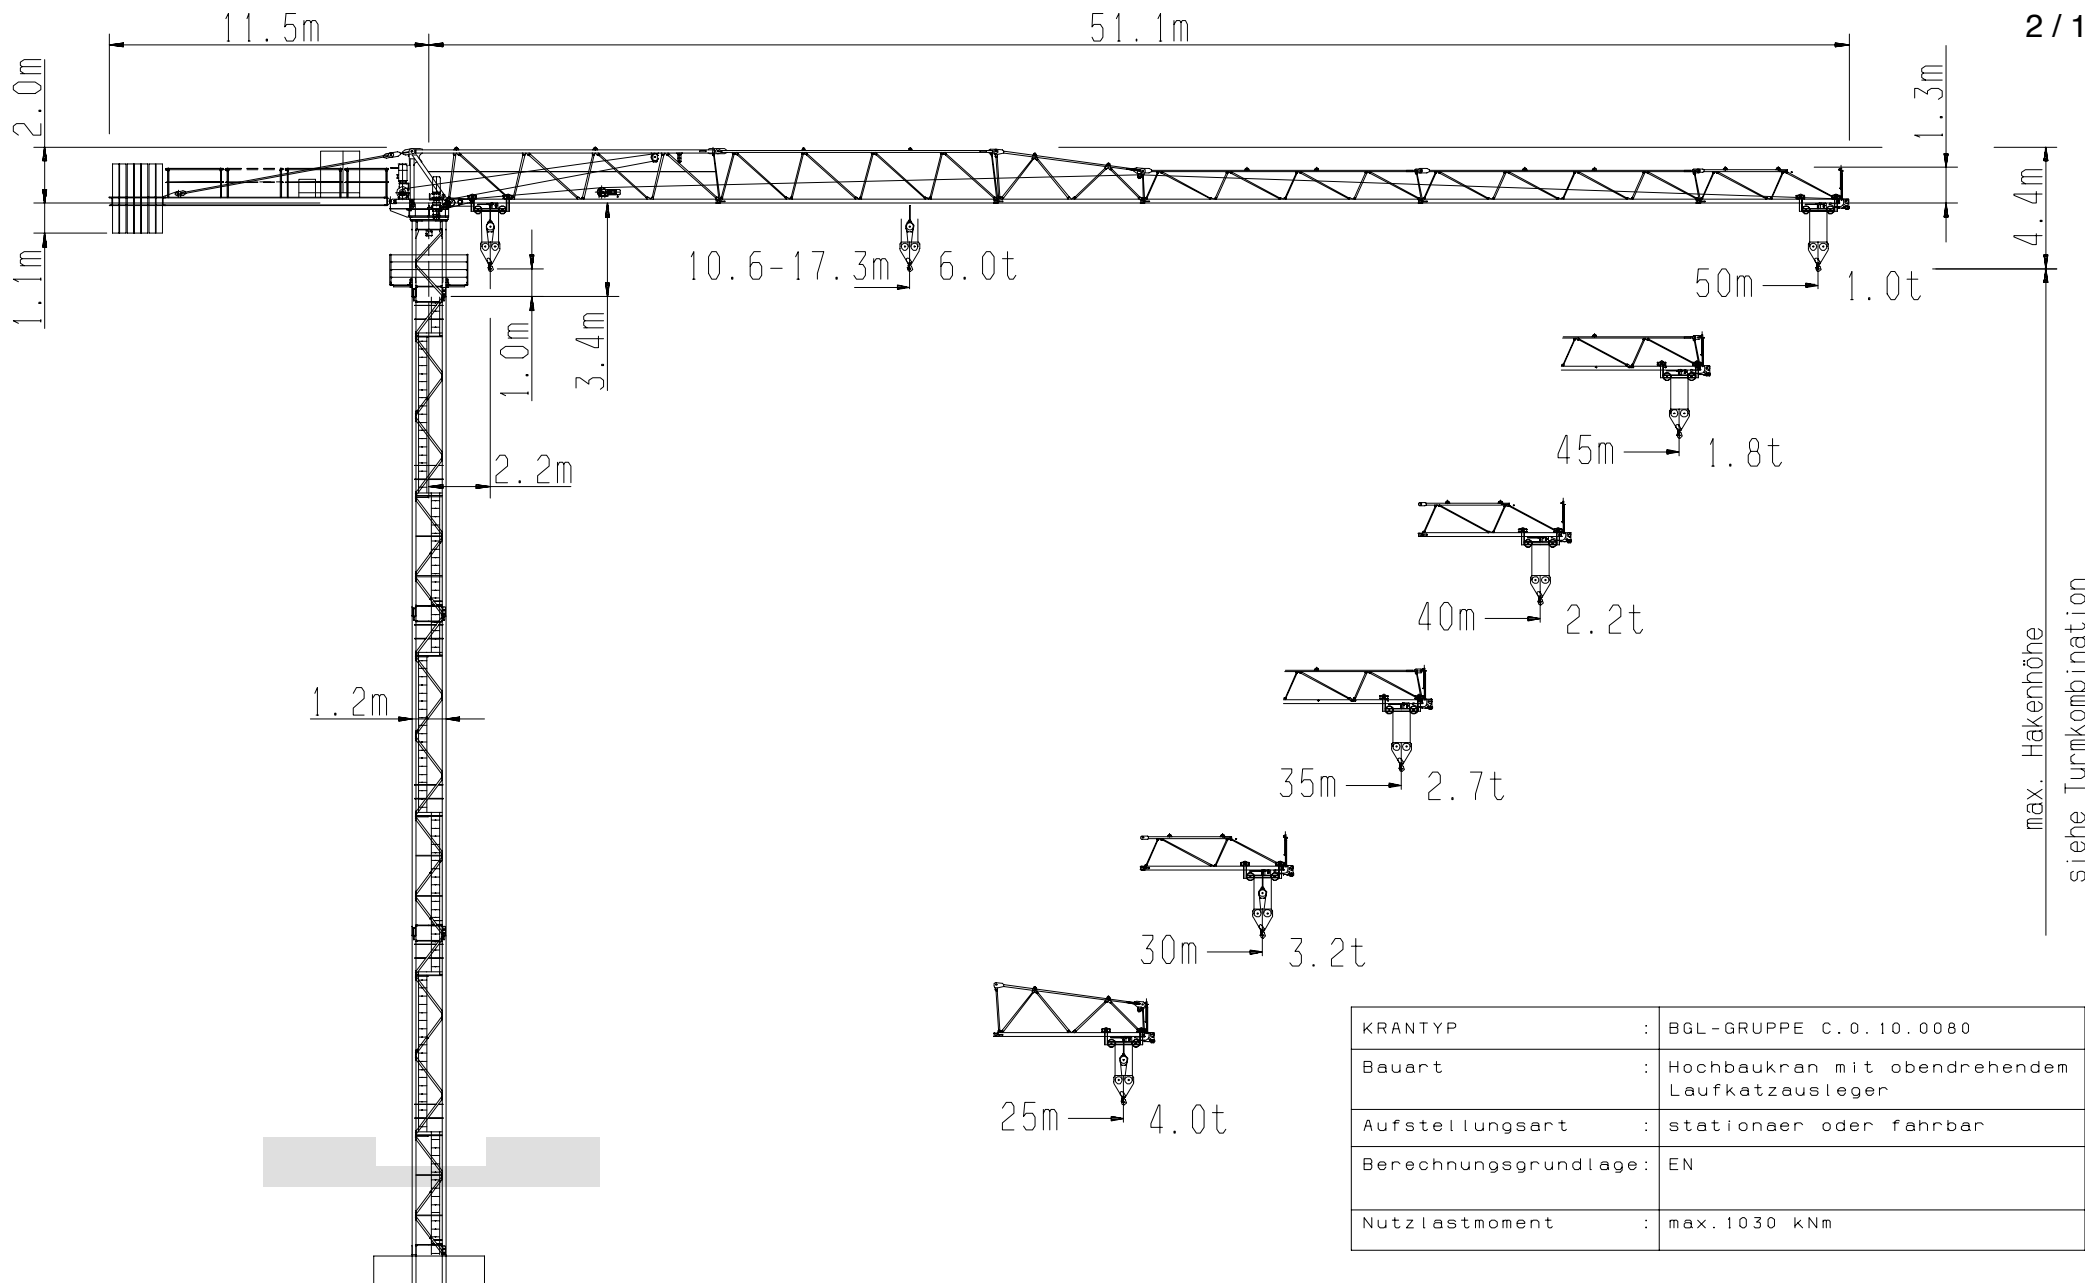 11.5m
51.1m
2 / 1
2.0m
1.3m
4.4m
1.1m
10.6-17.3m 6.0t
50m 1.0t
1.0m
3.4m
2.2m
45m 1.8t
40m 2.2t
max. Hakenhöhe
siehe Turmkombination
1.2m
35m 2.7t
30m 3.2t
25m 4.0t
KRANTYP : BGL-GRUPPE C.0.10.0080
Bauart : Hochbaukran mit obendrehendem
Laufkatzausleger
Aufstellungsart : stationaer oder fahrbar
Berechnungsgrundlage: EN
Nutzlastmoment : max.1030 kNm